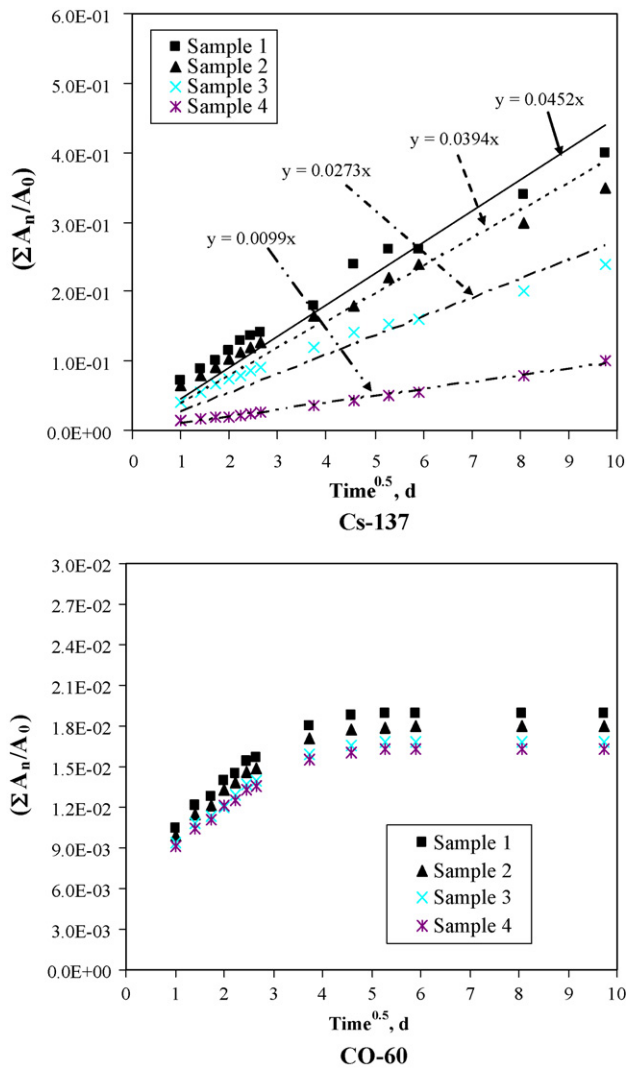 6.0E-01
5.0E-01
4.0E-01
3.0E-01
2.0E-01
1.0E-01
0.0E+00
(ΣAn/A0)
Sample 1
Sample 2
Sample 3
Sample 4
y = 0.0452x
y = 0.0394x
y = 0.0273x
y = 0.0099x
0 1 2 3 4 5 6 7 8 9 10
Time^0.5, d
Cs-137
3.0E-02
2.7E-02
2.4E-02
2.1E-02
1.8E-02
1.5E-02
1.2E-02
9.0E-03
6.0E-03
3.0E-03
0.0E+00
(ΣAn/A0)
Sample 1
Sample 2
Sample 3
Sample 4
0 1 2 3 4 5 6 7 8 9 10
Time^0.5, d
CO-60